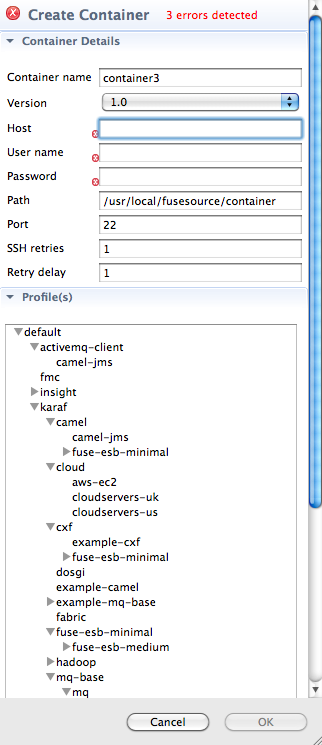 Create Container 3 errors detected
Container Details
Container name container3
Version 1.0
Host
User name
Password
Path /usr/local/fusesource/container
Port 22
SSH retries 1
Retry delay 1
Profile(s)
default
activemq-client
camel-jms
fmc
insight
karaf
camel
camel-jms
fuse-esb-minimal
cloud
aws-ec2
cloudservers-uk
cloudservers-us
cxf
example-cxf
fuse-esb-minimal
dosgi
example-camel
example-mq-base
fabric
fuse-esb-minimal
fuse-esb-medium
hadoop
mq-base
mq
Cancel OK